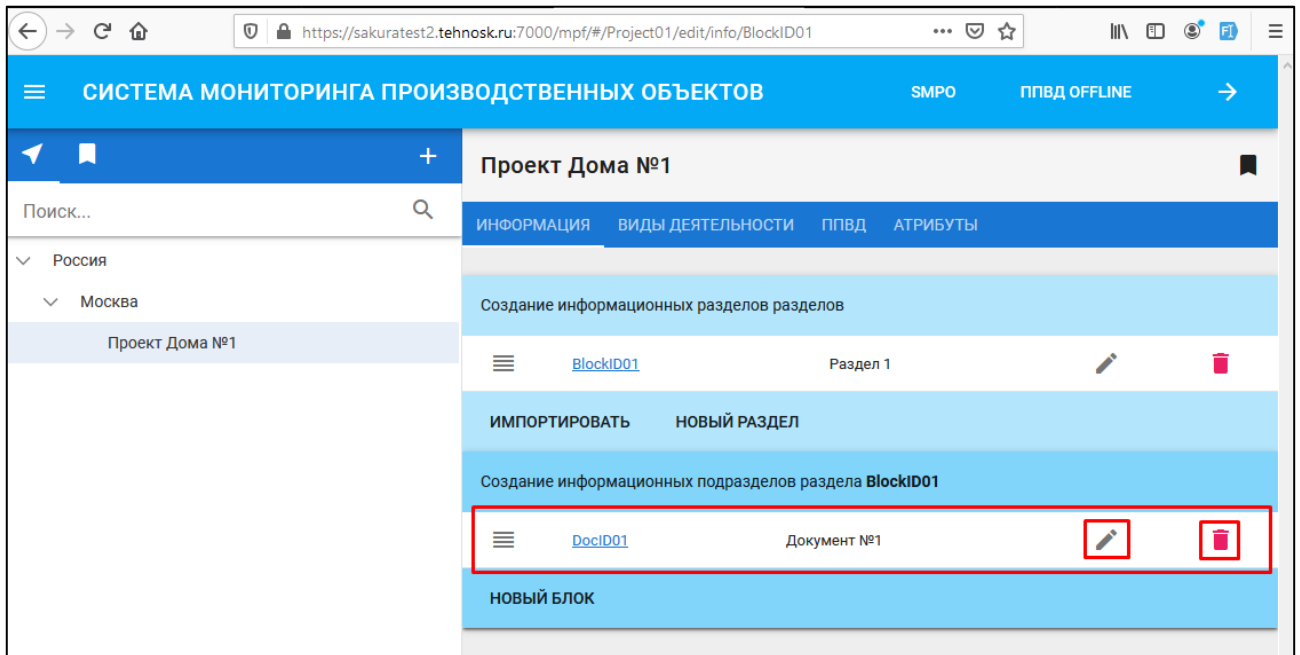 https://sakuratest2.tehnosk.ru:7000/mpf/#/Project01/edit/info/BlockID01
СИСТЕМА МОНИТОРИНГА ПРОИЗВОДСТВЕННЫХ ОБЪЕКТОВ SMPO ППВД OFFLINE
Проект Дома №1
Поиск...
ИНФОРМАЦИЯ ВИДЫ ДЕЯТЕЛЬНОСТИ ППВД АТРИБУТЫ
Россия
Москва
Проект Дома №1
Создание информационных разделов разделов
BlockID01 Раздел 1
ИМПОРТИРОВАТЬ НОВЫЙ РАЗДЕЛ
Создание информационных подразделов раздела BlockID01
DocID01 Документ №1
НОВЫЙ БЛОК